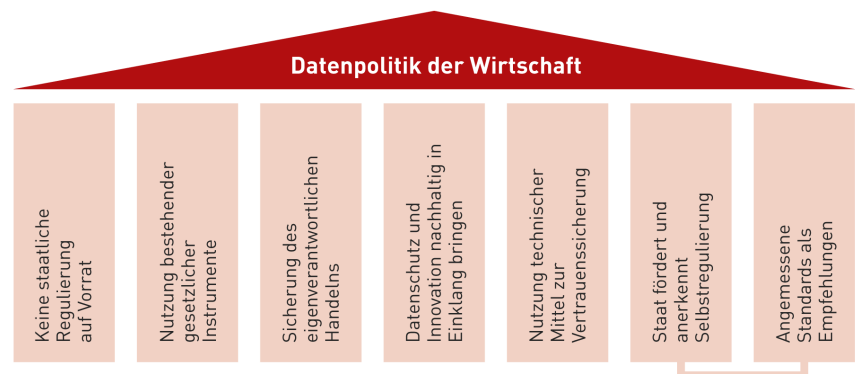 Datenpolitik der Wirtschaft
Keine staatliche
Regulierung
auf Vorrat
Nutzung bestehender
gesetzlicher
Instrumente
Sicherung des
eigenverantwortlichen
Handelns
Datenschutz und
Innovation nachhaltig in
Einklang bringen
Nutzung technischer
Mittel zur
Vertrauenssicherung
Staat fördert und
anerkennt
Selbstregulierung
Angemessene
Standards als
Empfehlungen